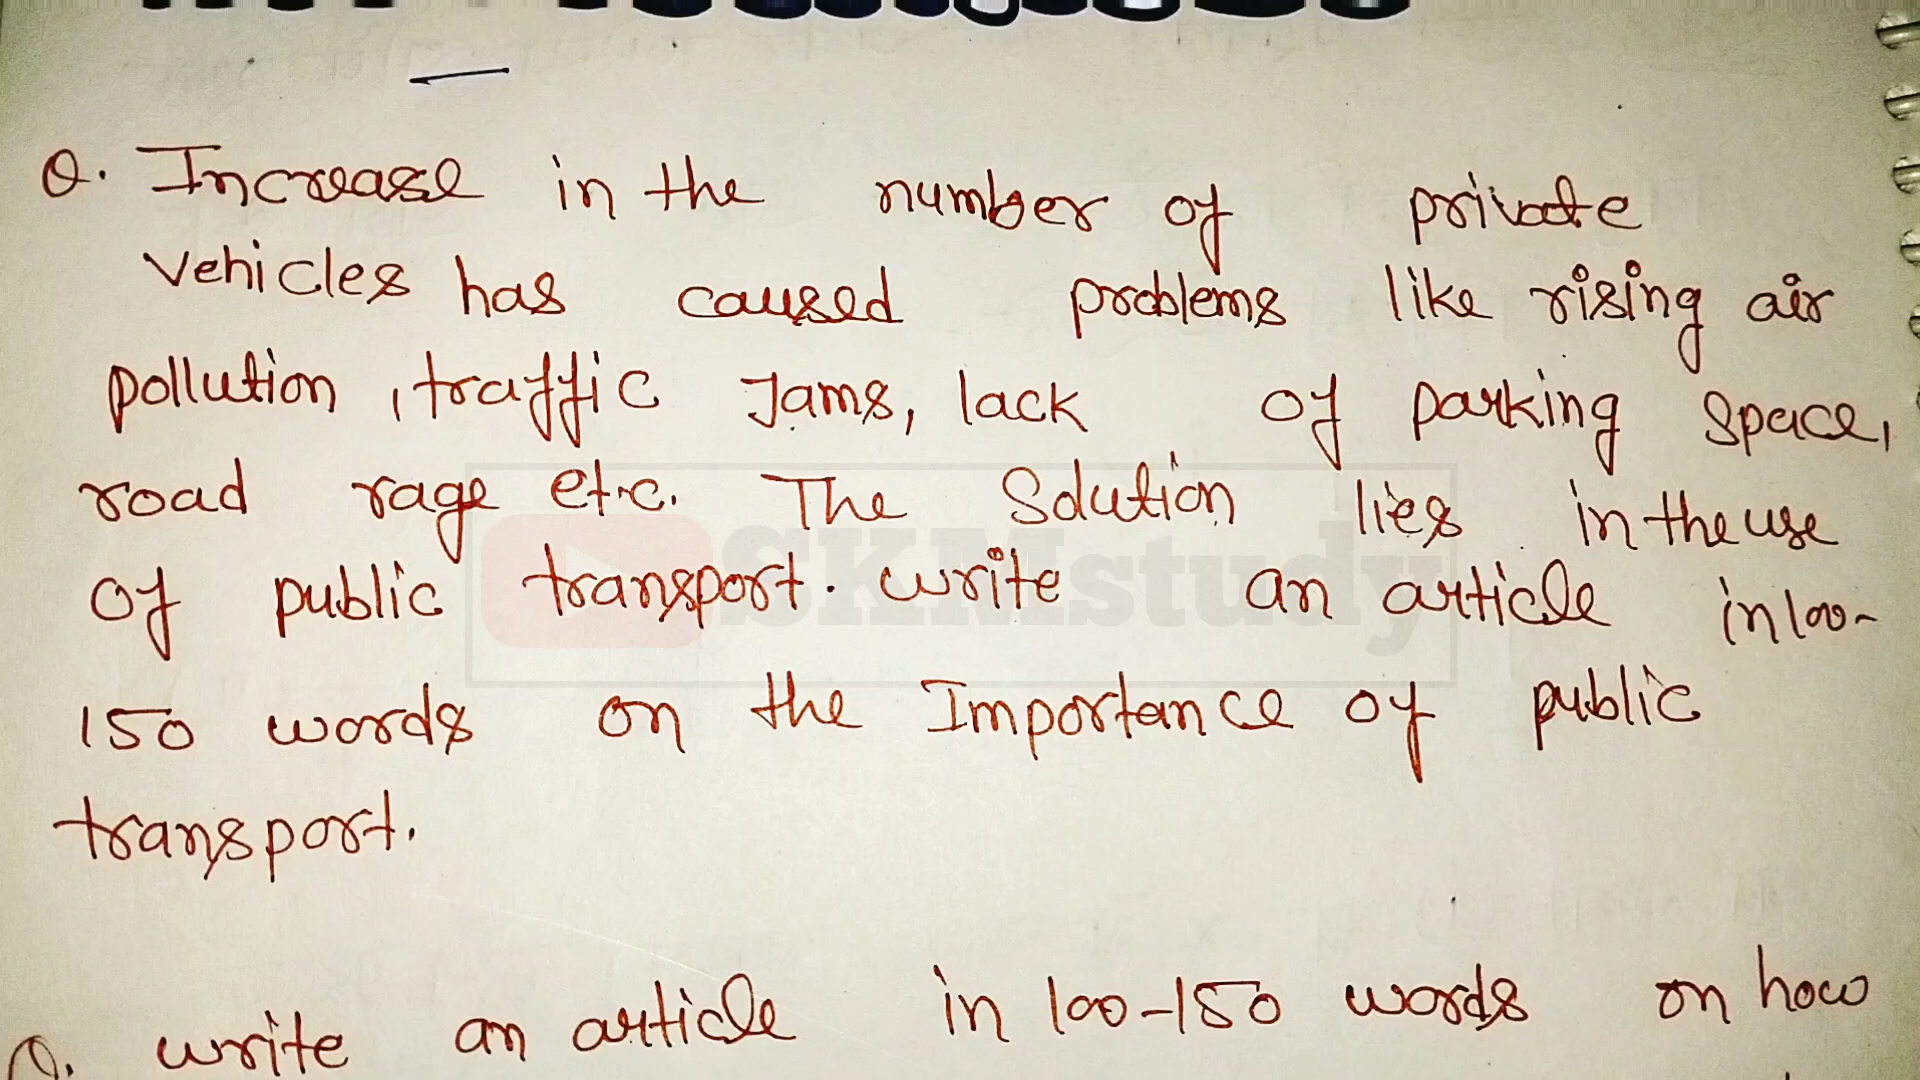 Q. Increase in the number of private
vehicles has caused problems like rising air
pollution, traffic Jams, lack of parking space,
road rage etc. The Solution lies in the use
of public transport. write an article in 100-
150 words on the Importance of public
transport.
Q. write an article in 100-150 words on how
SKMstudy